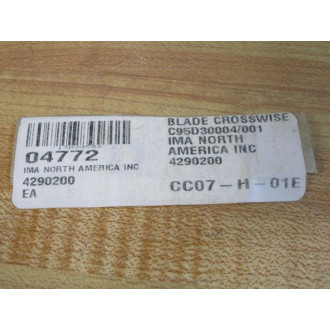 04772
IMA NORTH AMERICA INC
4290200
EA
BLADE CROSSWISE
C95D30004/001
IMA NORTH
AMERICA INC
4290200
CC07-H-01E